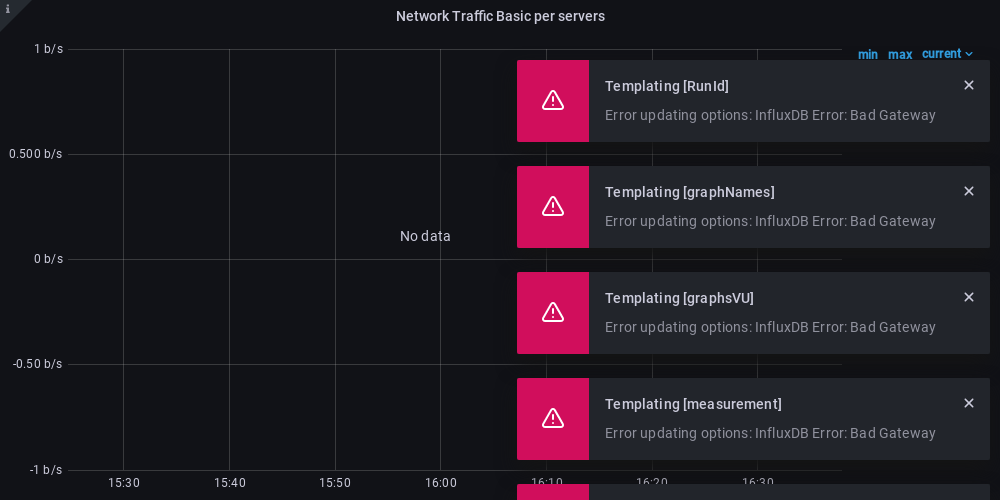 i
Network Traffic Basic per servers
1 b/s
0.500 b/s
0 b/s
-0.50 b/s
-1 b/s
No data
min max current
Templating [RunId]
Error updating options: InfluxDB Error: Bad Gateway
Templating [graphNames]
Error updating options: InfluxDB Error: Bad Gateway
Templating [graphsVU]
Error updating options: InfluxDB Error: Bad Gateway
Templating [measurement]
Error updating options: InfluxDB Error: Bad Gateway
15:30 15:40 15:50 16:00 16:10 16:20 16:30